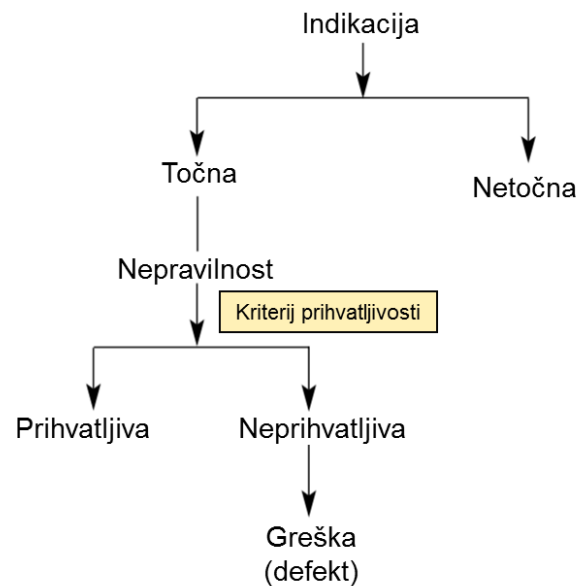 Indikacija
Točna
Netočna
Nepravilnost
Kriterij prihvatljivosti
Prihvatljiva
Neprihvatljiva
Greška
(defekt)